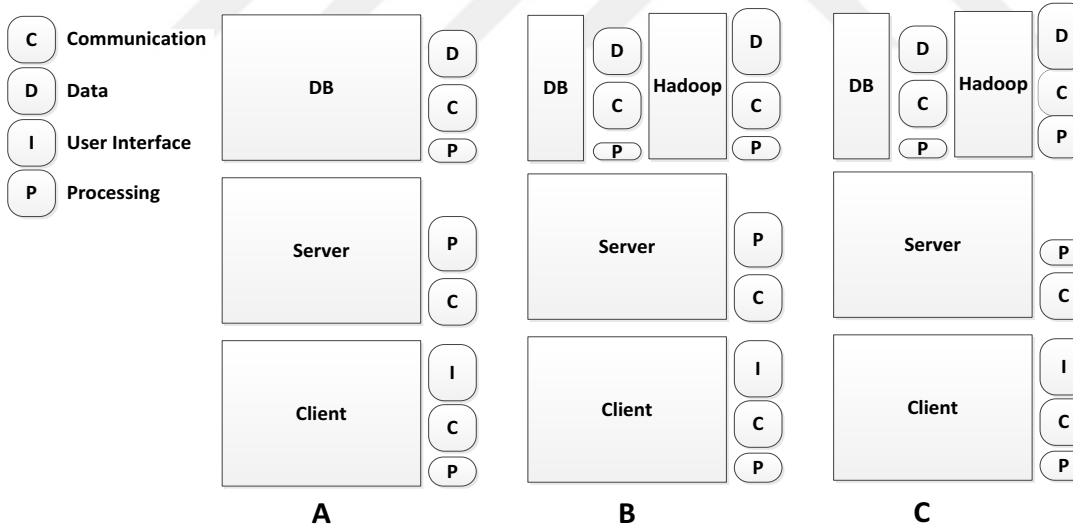 C Communication
D Data
I User Interface
P Processing
DB
D
C
P
Server
P
C
Client
I
C
P
A
DB
D
C
P
Hadoop
D
C
P
Server
P
C
Client
I
C
P
B
DB
D
C
P
Hadoop
D
C
P
Server
P
C
Client
I
C
P
C